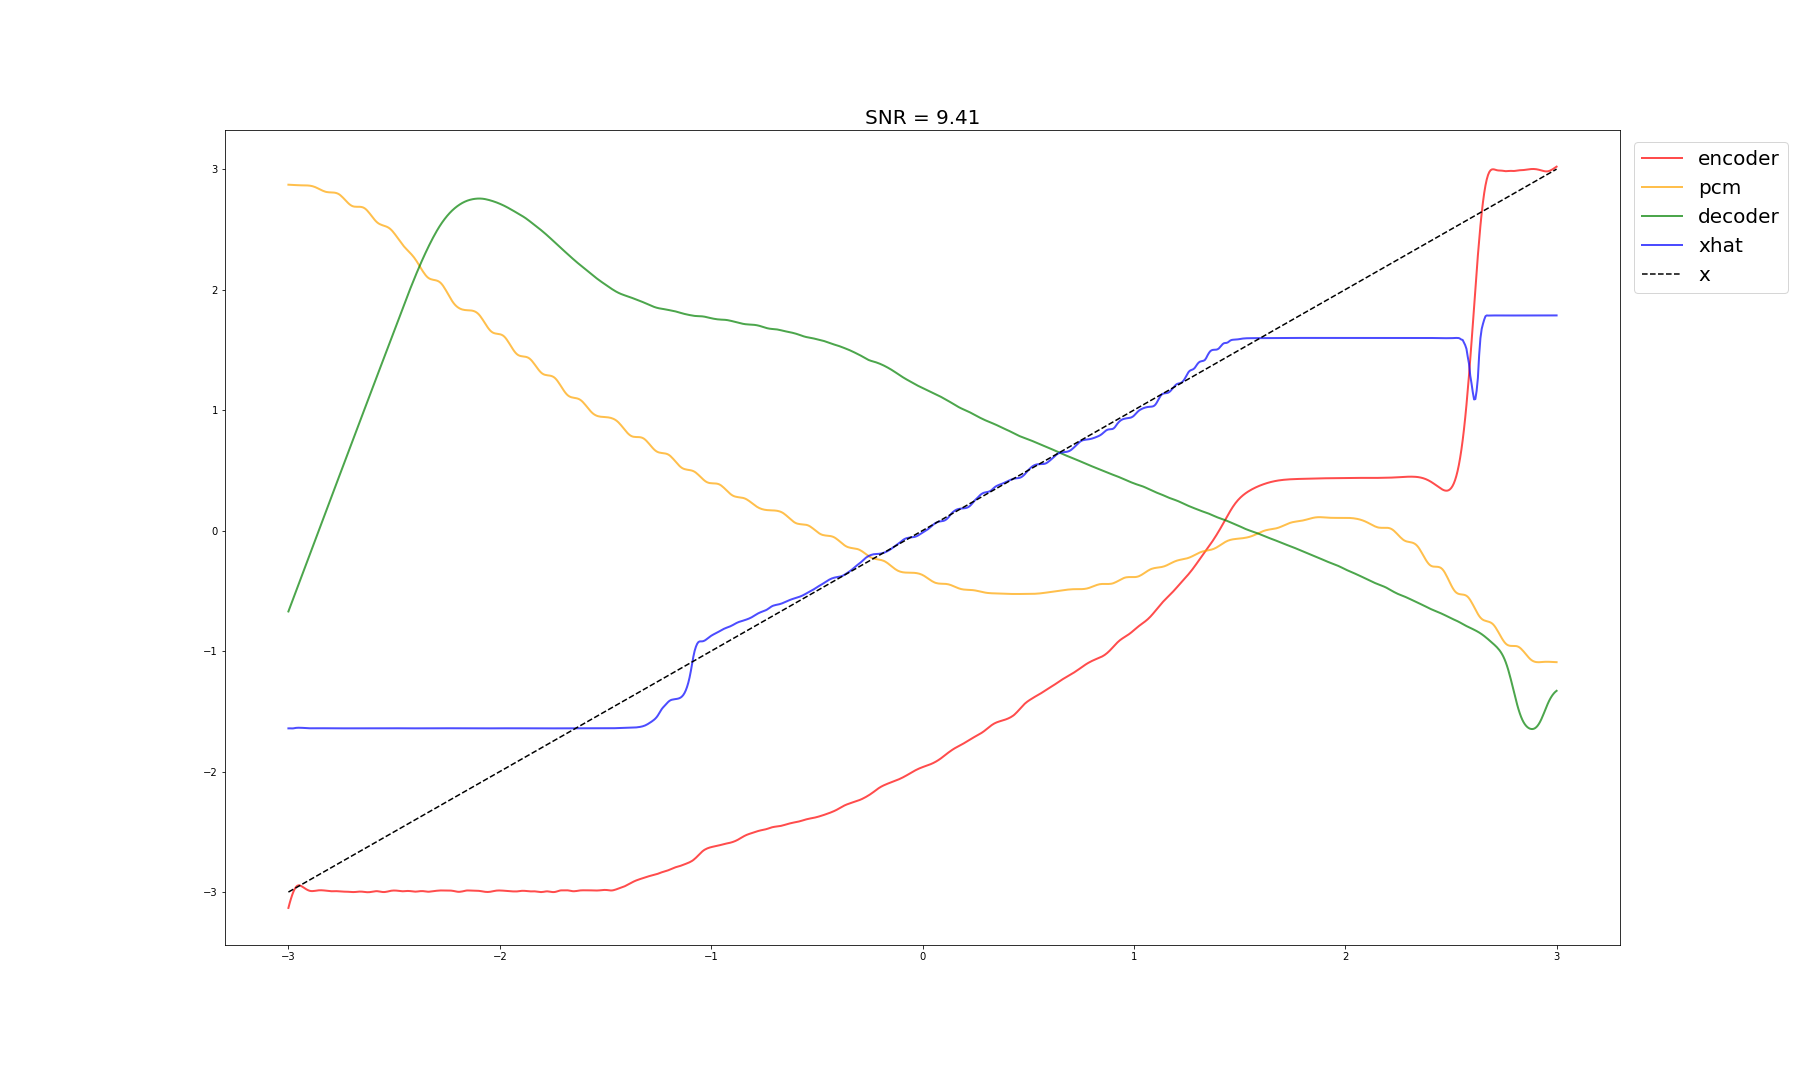 SNR = 9.41
encoder
pcm
decoder
xhat
x
3
2
1
0
−1
−2
−3
−3 −2 −1 0 1 2 3